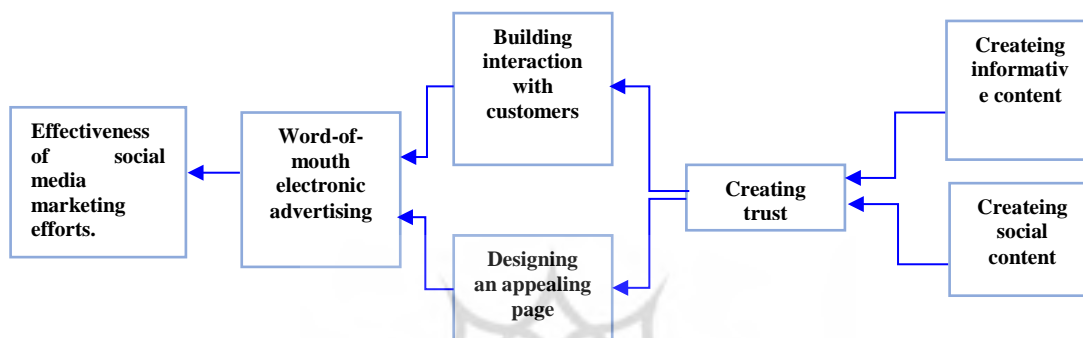 Effectiveness
of social
media
marketing
efforts.
Word-of-
mouth
electronic
advertising
Building
interaction
with
customers
Designing
an appealing
page
Creating
trust
Createing
informativ
e content
Createing
social
content